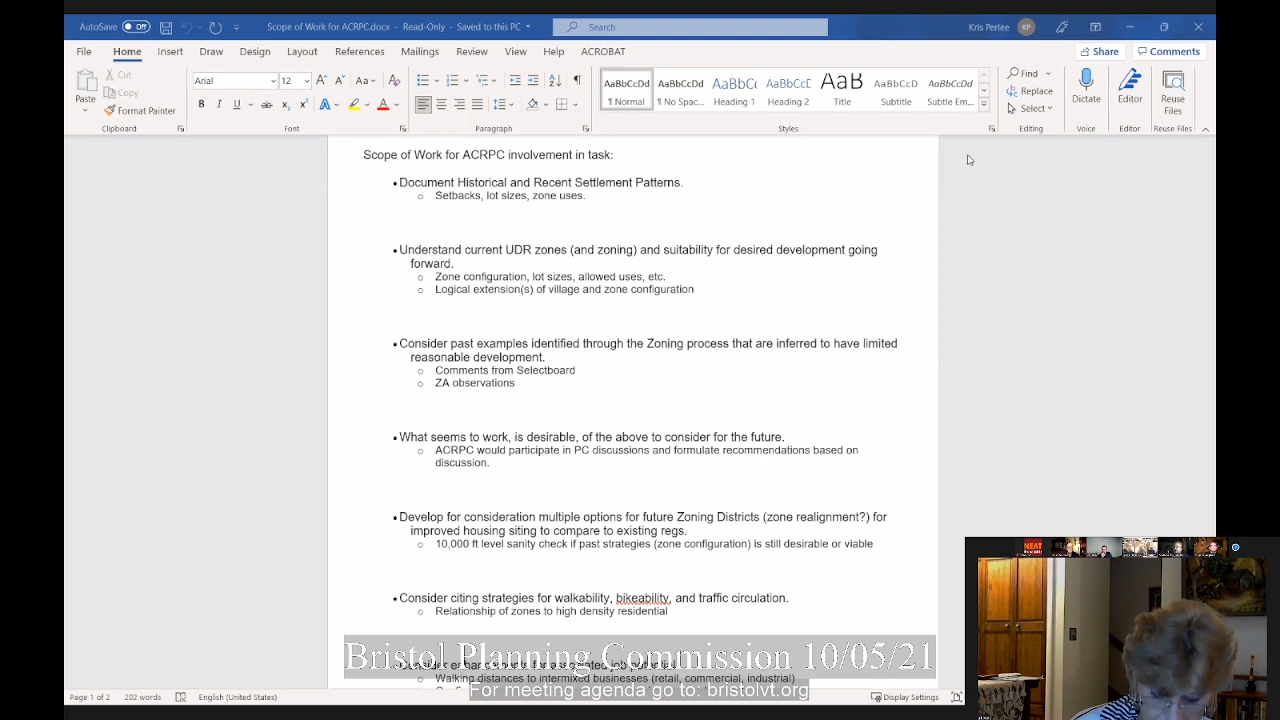 AutoSave Off Scope of Work for ACRPC.docx - Read-Only - Saved to this PC Search Kris Perlee KP
File Home Insert Draw Design Layout References Mailings Review View Help ACROBAT Share Comments
Paste Cut Copy Format Painter Arial 12 AaBbCcDd AaBbCcDd AaBbCc AaBbCcD AaB AaBbCcD AaBbCcDd Find Replace Select Dictate Editor Reuse Files
¶ Normal ¶ No Spac... Heading 1 Heading 2 Title Subtitle Subtle Em...
Clipboard Font Paragraph Styles Editing Voice Editor Reuse Files
Scope of Work for ACRPC involvement in task:
• Document Historical and Recent Settlement Patterns.
o Setbacks, lot sizes, zone uses.
• Understand current UDR zones (and zoning) and suitability for desired development going
forward.
o Zone configuration, lot sizes, allowed uses, etc.
o Logical extension(s) of village and zone configuration
• Consider past examples identified through the Zoning process that are inferred to have limited
reasonable development.
o Comments from Selectboard
o ZA observations
• What seems to work, is desirable, of the above to consider for the future.
o ACRPC would participate in PC discussions and formulate recommendations based on
discussion.
• Develop for consideration multiple options for future Zoning Districts (zone realignment?) for
improved housing siting to compare to existing regs.
o 10,000 ft level sanity check if past strategies (zone configuration) is still desirable or viable
• Consider citing strategies for walkability, bikeability, and traffic circulation.
o Relationship of zones to high density residential
Bristol Planning Commission 10/05/21
Walking distances to intermixed businesses (retail, commercial, industrial)
For meeting agenda go to: bristolvt.org
Page 1 of 2 202 words English (United States) Display Settings
NEAT